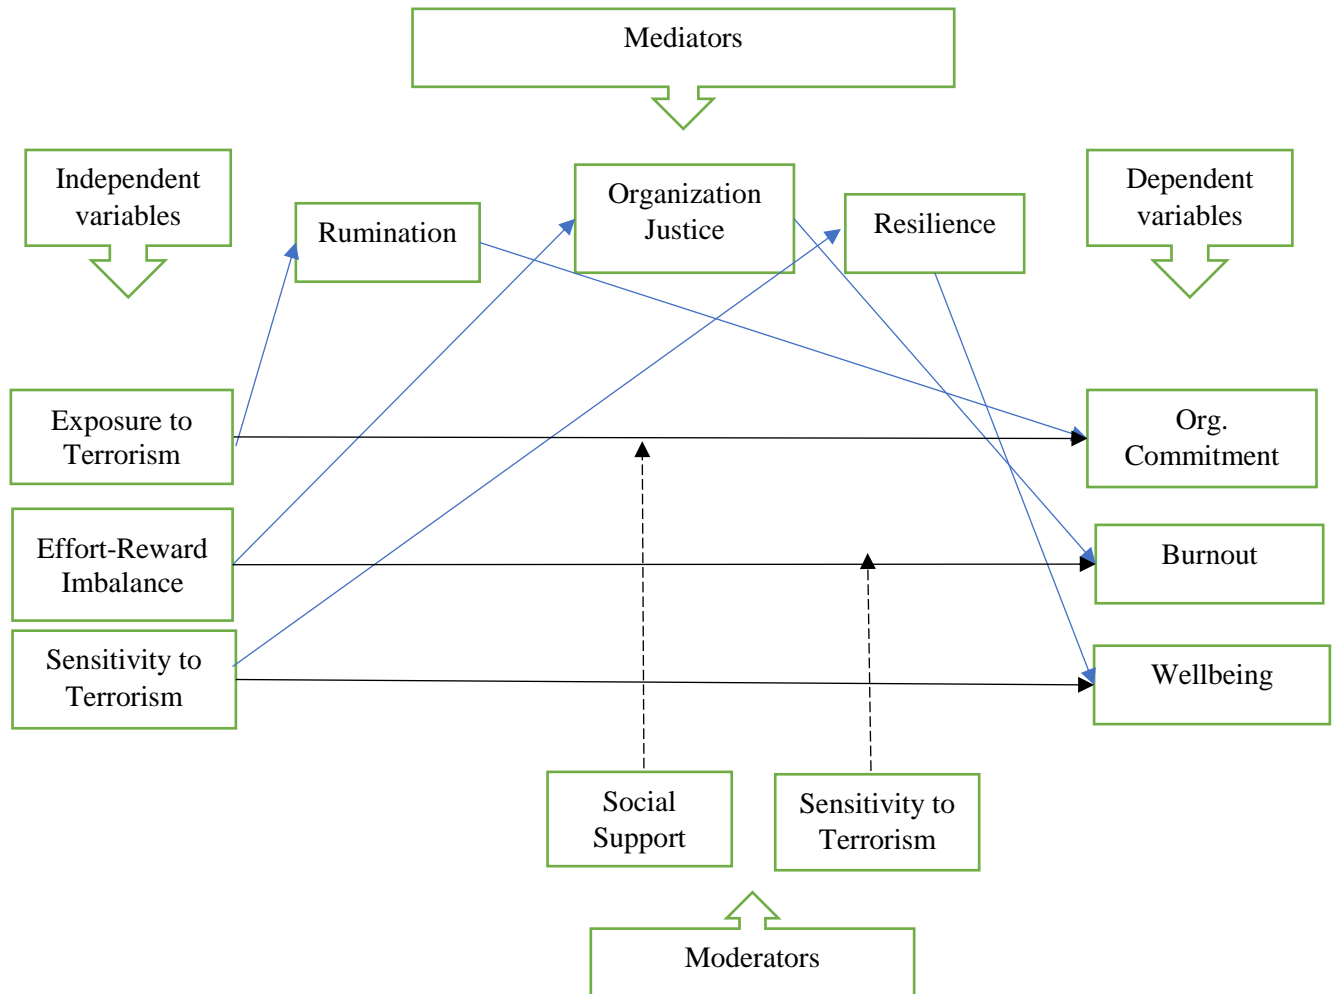 Mediators
Independent
variables
Rumination
Organization
Justice
Resilience
Dependent
variables
Exposure to
Terrorism
Org.
Commitment
Effort-Reward
Imbalance
Burnout
Sensitivity to
Terrorism
Wellbeing
Social
Support
Sensitivity to
Terrorism
Moderators